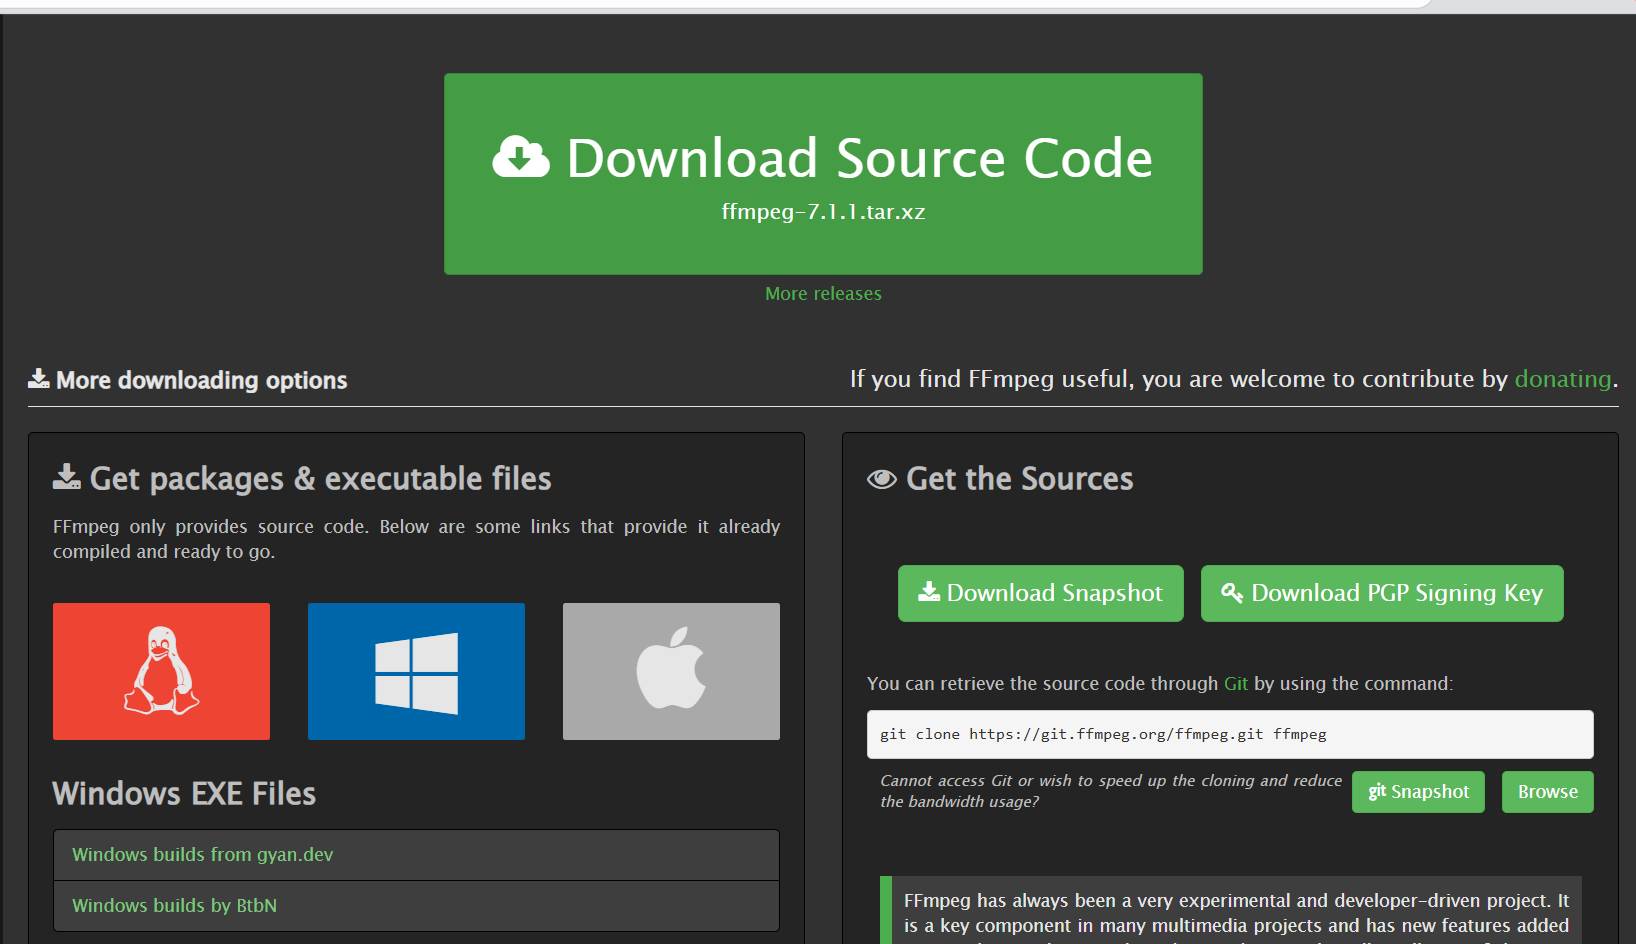 Download Source Code
ffmpeg-7.1.1.tar.xz
More releases
More downloading options
If you find FFmpeg useful, you are welcome to contribute by donating.
Get packages & executable files
FFmpeg only provides source code. Below are some links that provide it already
compiled and ready to go.
Windows EXE Files
Windows builds from gyan.dev
Windows builds by BtbN
Get the Sources
Download Snapshot
Download PGP Signing Key
You can retrieve the source code through Git by using the command:
git clone https://git.ffmpeg.org/ffmpeg.git ffmpeg
Cannot access Git or wish to speed up the cloning and reduce
the bandwidth usage?
git Snapshot
Browse
FFmpeg has always been a very experimental and developer-driven project. It
is a key component in many multimedia projects and has new features added